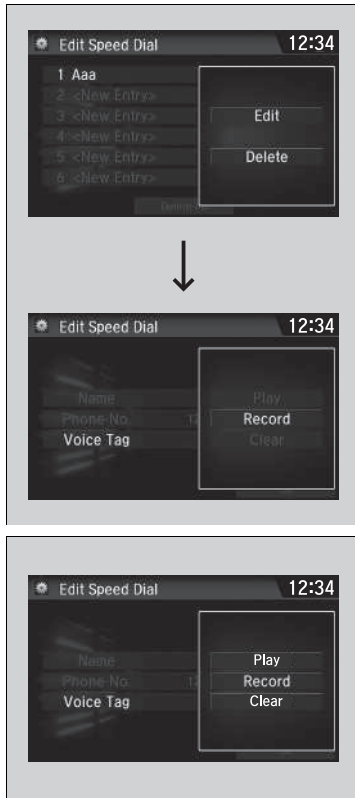 Edit Speed Dial 12:34
1 Aaa
2 <New Entry>
3 <New Entry> Edit
4 <New Entry>
5 <New Entry> Delete
6 <New Entry>
Edit Speed Dial 12:34
Name Play
Phone No. 12 Record
Voice Tag Clear
Edit Speed Dial 12:34
Name Play
Phone No. 12 Record
Voice Tag Clear